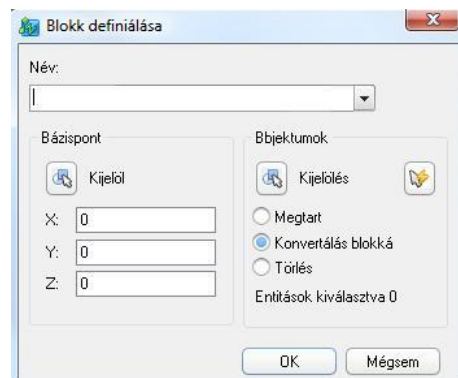 Blokk definiálása
Név:
Bázispont
Kijelöl
X: 0
Y: 0
Z: 0
Bbjektumok
Kijelölés
Megtart
Konvertálás blokká
Törlés
Entitások kiválasztva 0
OK
Mégsem